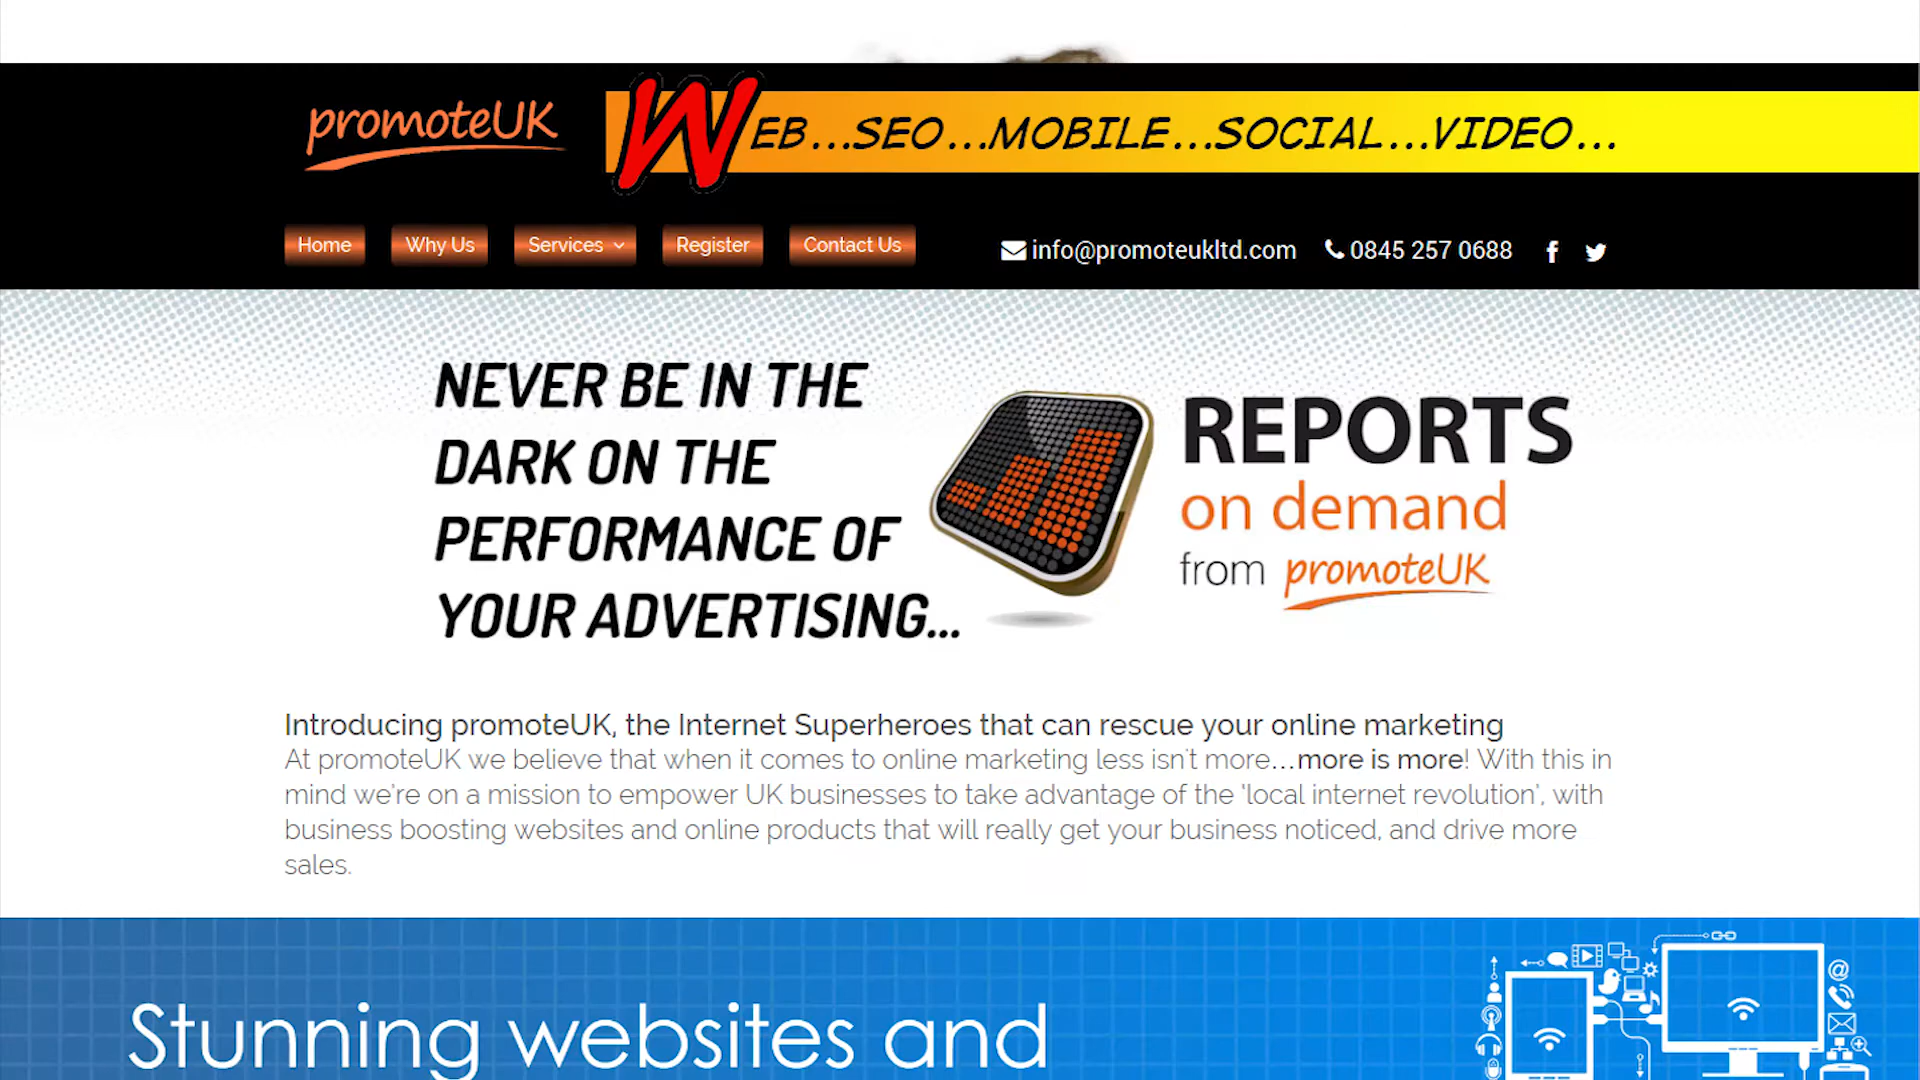 promoteUK
WEB...SEO...MOBILE...SOCIAL...VIDEO...
Home Why Us Services Register Contact Us info@promoteukltd.com 0845 257 0688
NEVER BE IN THE
DARK ON THE
PERFORMANCE OF
YOUR ADVERTISING...
REPORTS
on demand
from promoteUK
Introducing promoteUK, the Internet Superheroes that can rescue your online marketing
At promoteUK we believe that when it comes to online marketing less isn't more...more is more! With this in
mind we're on a mission to empower UK businesses to take advantage of the 'local internet revolution', with
business boosting websites and online products that will really get your business noticed, and drive more
sales.
Stunning websites and